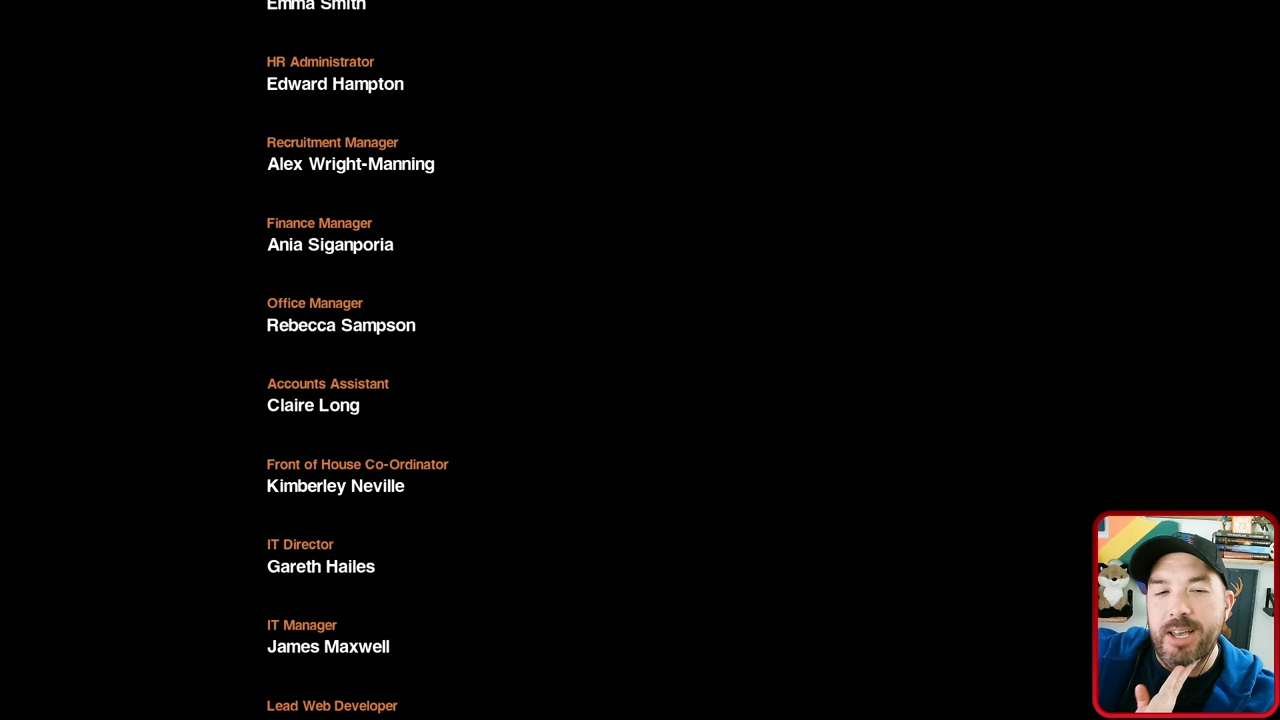 Emma Smith
HR Administrator
Edward Hampton
Recruitment Manager
Alex Wright-Manning
Finance Manager
Ania Siganporia
Office Manager
Rebecca Sampson
Accounts Assistant
Claire Long
Front of House Co-Ordinator
Kimberley Neville
IT Director
Gareth Hailes
IT Manager
James Maxwell
Lead Web Developer